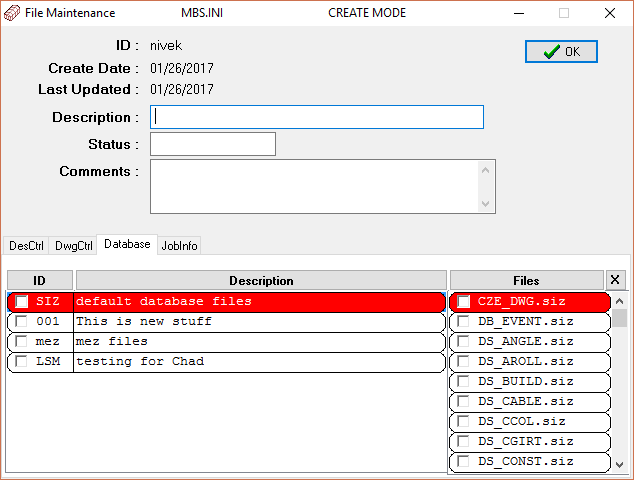 File Maintenance MBS.INI CREATE MODE
ID : nivek
OK
Create Date : 01/26/2017
Last Updated : 01/26/2017
Description :
Status :
Comments :
DesCtrl DwgCtrl Database JobInfo
ID Description Files X
SIZ default database files CZE_DWG.siz
001 This is new stuff DB_EVENT.siz
mez mez files DS_ANGLE.siz
LSM testing for Chad DS_AROLL.siz
DS_BUILD.siz
DS_CABLE.siz
DS_CCOL.siz
DS_CGIRT.siz
DS_CONST.siz